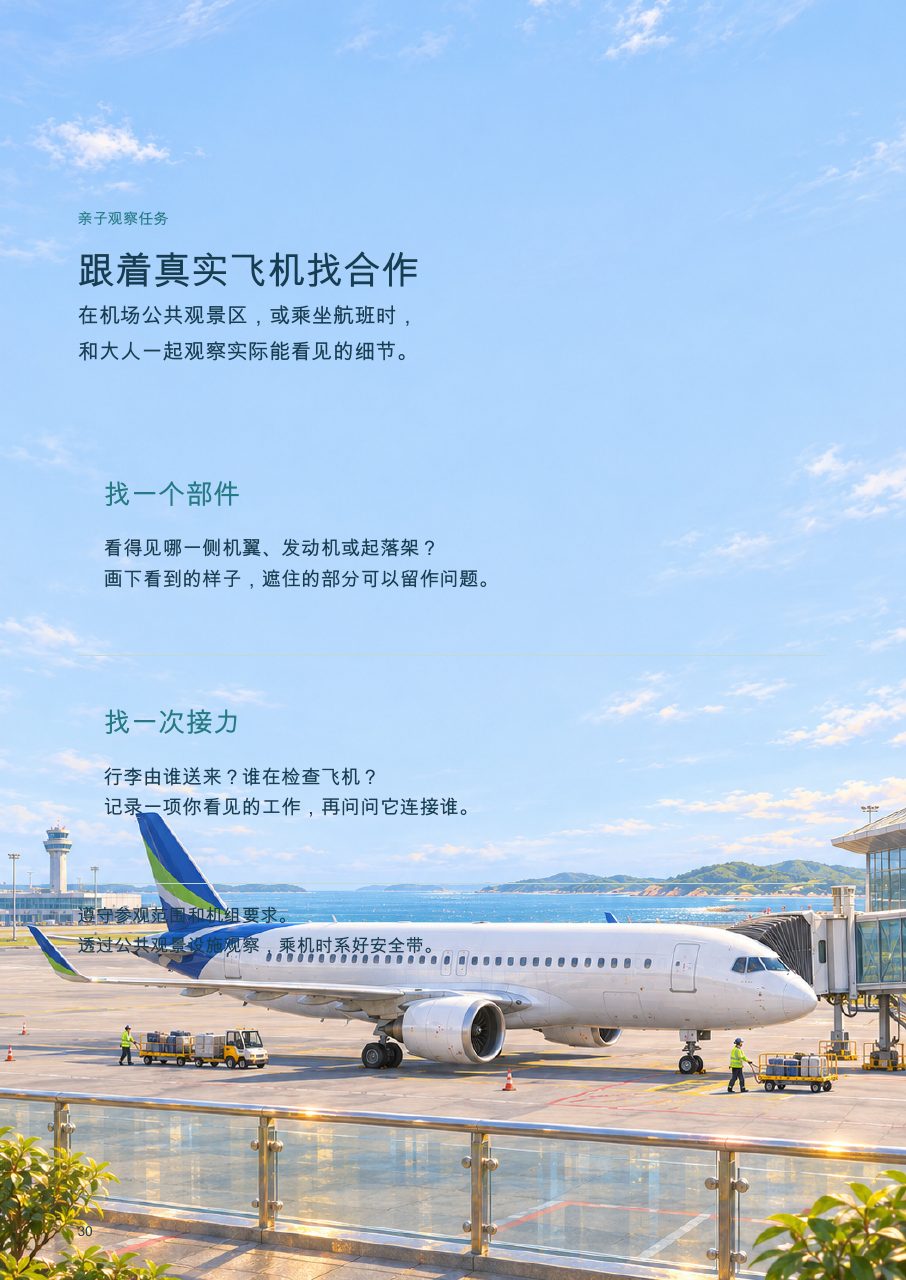 亲子观察任务
跟着真实飞机找合作
在机场公共观景区，或乘坐航班时，
和大人一起观察实际能看见的细节。
找一个部件
看得见哪一侧机翼、发动机或起落架？
画下看到的样子，遮住的部分可以留作问题。
找一次接力
行李由谁送来？谁在检查飞机？
记录一项你看见的工作，再问问它连接谁。
遵守参观范围和机组要求。
透过公共观景设施观察，乘机时系好安全带。
30